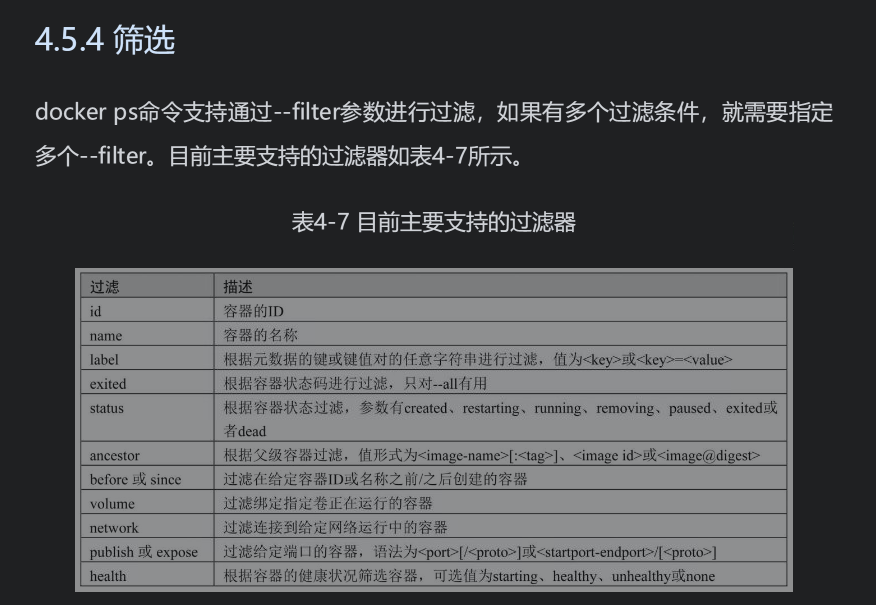 4.5.4 筛选
docker ps命令支持通过--filter参数进行过滤，如果有多个过滤条件，就需要指定
多个--filter。目前主要支持的过滤器如表4-7所示。
表4-7 目前主要支持的过滤器
过滤 描述
id 容器的ID
name 容器的名称
label 根据元数据的键或键值对的任意字符串进行过滤，值为<key>或<key>=<value>
exited 根据容器状态码进行过滤，只对--all有用
status 根据容器状态过滤，参数有created、restarting、running、removing、paused、exited或
者dead
ancestor 根据父级容器过滤，值形式为<image-name>[:<tag>]、<image id>或<image@digest>
before 或 since 过滤在给定容器ID或名称之前/之后创建的容器
volume 过滤绑定指定卷正在运行的容器
network 过滤连接到给定网络运行中的容器
publish 或 expose 过滤给定端口的容器，语法为<port>[/<proto>]或<startport-endport>/[<proto>]
health 根据容器的健康状况筛选容器，可选值为starting、healthy、unhealthy或none